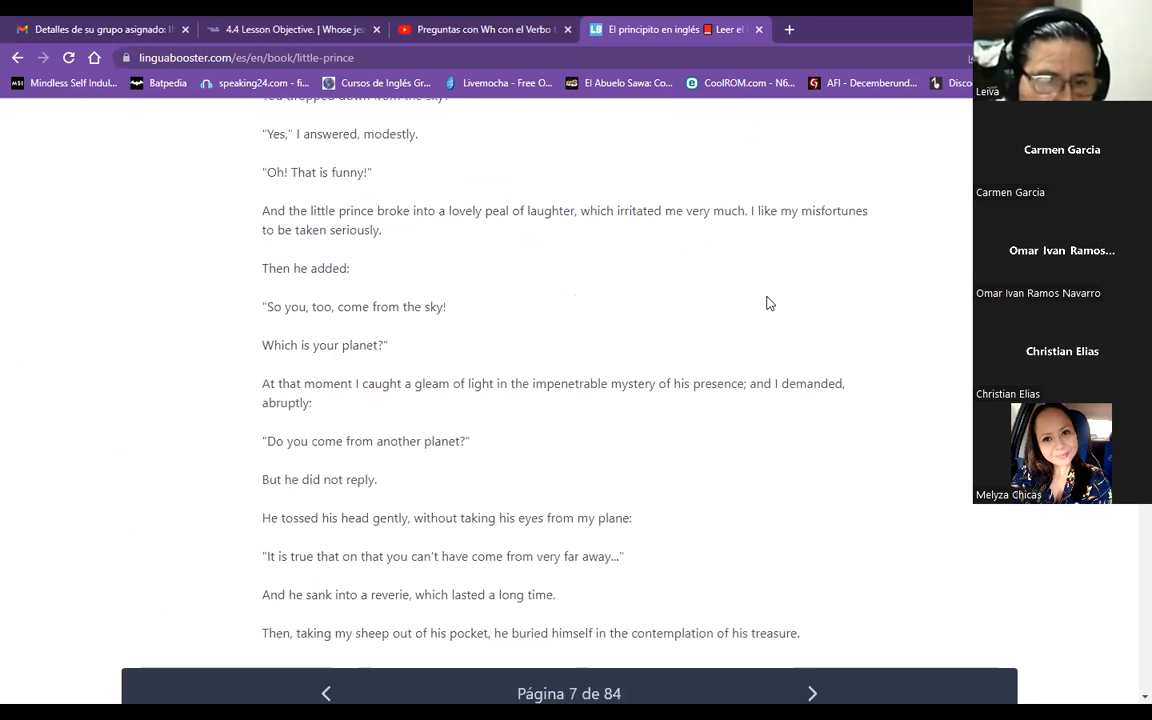 Detalles de su grupo asignado: I
4.4 Lesson Objective. | Whose je
Preguntas con Wh con el Verbo t
El principito en inglés 📕 Leer el l
linguabooster.com/es/en/book/little-prince
Mindless Self Indul...
Batpedia
speaking24.com - fi...
Cursos de Inglés Gr...
Livemocha - Free O...
El Abuelo Sawa: Co...
CoolROM.com - N6...
AFI - Decemberund...
Disco
"Yes," I answered, modestly.
"Oh! That is funny!"
And the little prince broke into a lovely peal of laughter, which irritated me very much. I like my misfortunes
to be taken seriously.
Then he added:
"So you, too, come from the sky!
Which is your planet?"
At that moment I caught a gleam of light in the impenetrable mystery of his presence; and I demanded,
abruptly:
"Do you come from another planet?"
But he did not reply.
He tossed his head gently, without taking his eyes from my plane:
"It is true that on that you can't have come from very far away..."
And he sank into a reverie, which lasted a long time.
Then, taking my sheep out of his pocket, he buried himself in the contemplation of his treasure.
Página 7 de 84
Leiva
Carmen Garcia
Carmen Garcia
Omar Ivan Ramos...
Omar Ivan Ramos Navarro
Christian Elias
Christian Elias
Melyza Chicas